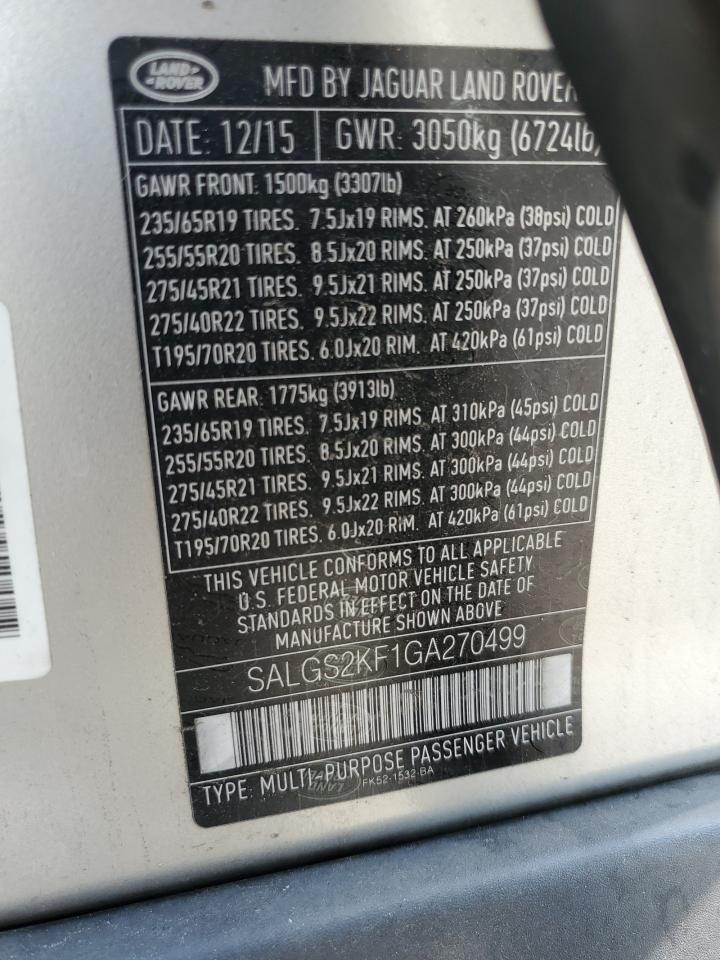 LAND-
-ROVER
MFD BY JAGUAR LAND ROVER
DATE: 12/15 GWR: 3050kg (6724lb)
GAWR FRONT: 1500kg (3307lb)
235/65R19 TIRES. 7.5Jx19 RIMS. AT 260kPa (38psi) COLD
255/55R20 TIRES. 8.5Jx20 RIMS. AT 250kPa (37psi) COLD
275/45R21 TIRES. 9.5Jx21 RIMS. AT 250kPa (37psi) COLD
275/40R22 TIRES. 9.5Jx22 RIMS. AT 250kPa (37psi) COLD
T195/70R20 TIRES. 6.0Jx20 RIM. AT 420kPa (61psi) COLD
GAWR REAR: 1775kg (3913lb)
235/65R19 TIRES. 7.5Jx19 RIMS. AT 310kPa (45psi) COLD
255/55R20 TIRES. 8.5Jx20 RIMS. AT 300kPa (44psi) COLD
275/45R21 TIRES. 9.5Jx21 RIMS. AT 300kPa (44psi) COLD
275/40R22 TIRES. 9.5Jx22 RIMS. AT 300kPa (44psi) COLD
T195/70R20 TIRES. 6.0Jx20 RIM. AT 420kPa (61psi) COLD
THIS VEHICLE CONFORMS TO ALL APPLICABLE
U.S. FEDERAL MOTOR VEHICLE SAFETY
STANDARDS IN EFFECT ON THE DATE OF
MANUFACTURE SHOWN ABOVE
SALGS2KF1GA270499
TYPE: MULTI-PURPOSE PASSENGER VEHICLE
FK52-1532-BA